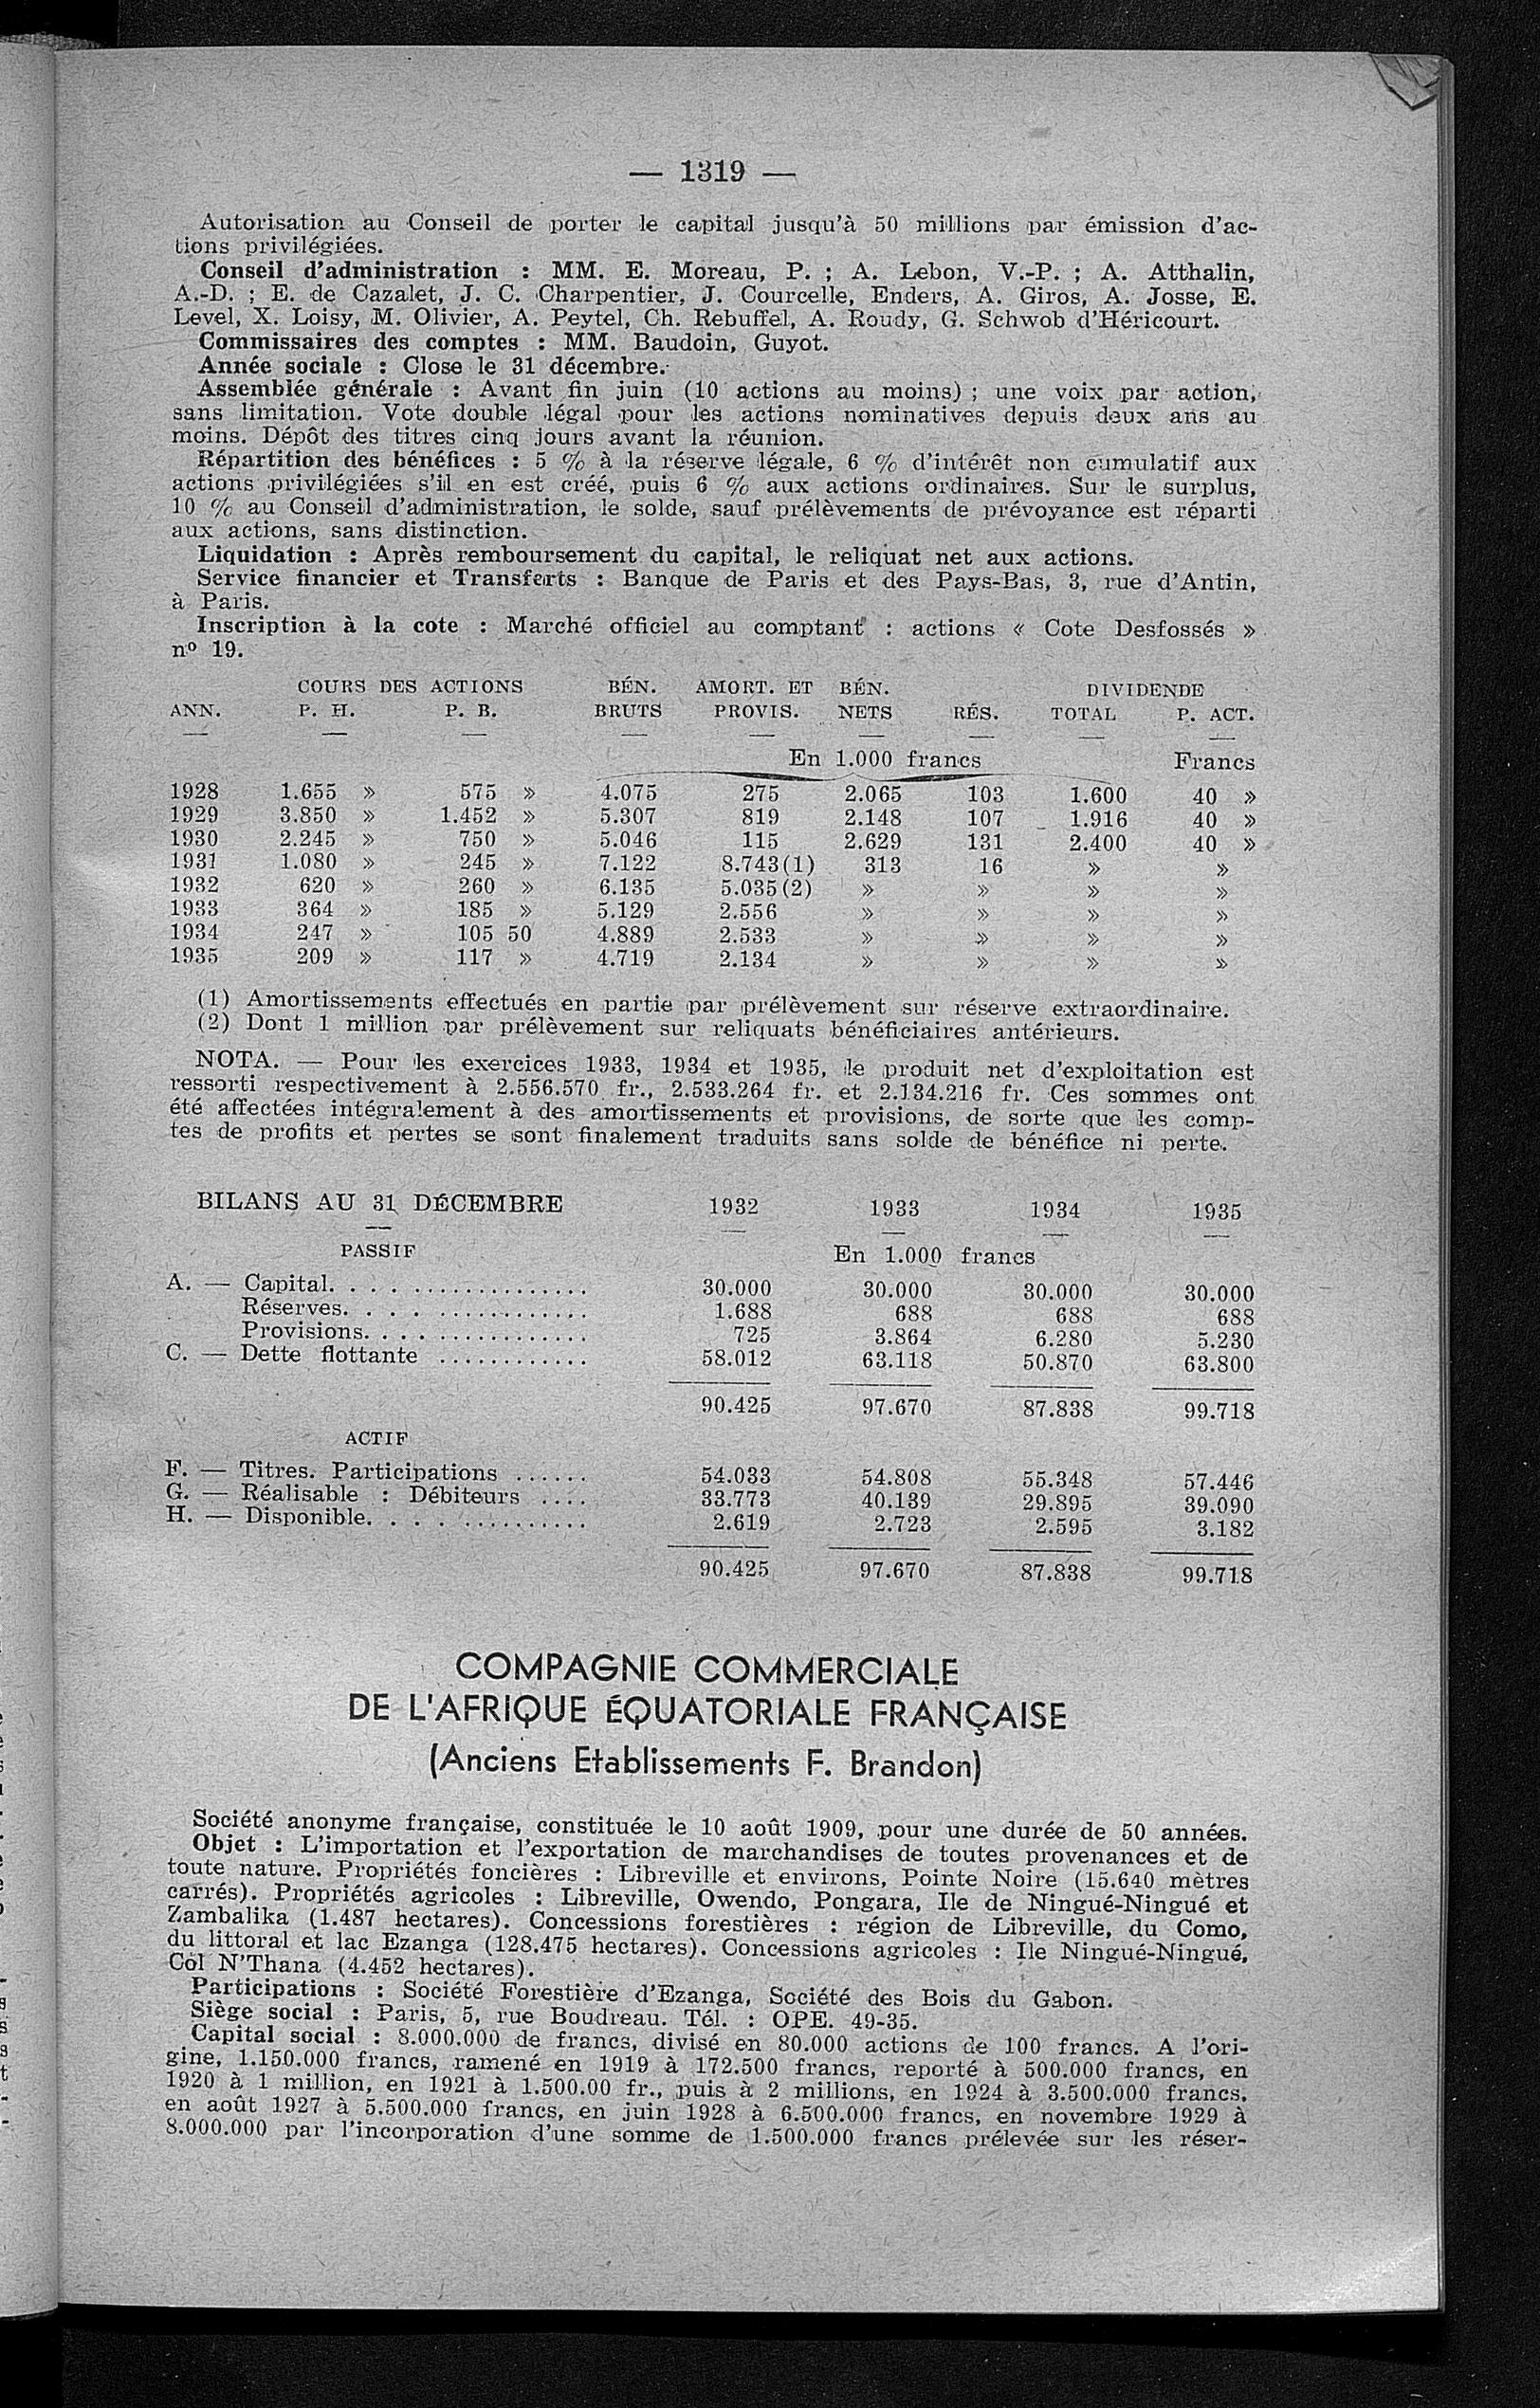 — 1319 —
Autorisation au Conseil de porter le capital jusqu'à 50 millions par émission d'ac-
tions privilégiées.
Conseil d'administration : MM. E. Moreau, P. ; A. Lebon, V.-P. ; A. Atthalin,
A.-D. ; E. de Cazalet, J. C. Charpentier, J. Courcelle, Enders, A. Giros, A. Josse, E.
Level, X. Loisy, M. Olivier, A. Peytel, Ch. Rebuffel, A. Roudy, G. Schwob d'Héricourt.
Commissaires des comptes : MM. Baudoin, Guyot.
Année sociale : Close le 31 décembre.
Assemblée générale : Avant fin juin (10 actions au moins) ; une voix par action,
sans limitation. Vote double légal pour les actions nominatives depuis deux ans au
moins. Dépôt des titres cinq jours avant la réunion.
Répartition des bénéfices : 5 % à la réserve légale, 6 % d'intérêt non cumulatif aux
actions privilégiées s'il en est créé, puis 6 % aux actions ordinaires. Sur le surplus,
10 % au Conseil d'administration, le solde, sauf prélèvements de prévoyance est réparti
aux actions, sans distinction.
Liquidation : Après remboursement du capital, le reliquat net aux actions.
Service financier et Transferts : Banque de Paris et des Pays-Bas, 3, rue d'Antin,
à Paris.
Inscription à la cote : Marché officiel au comptant : actions « Cote Desfossés »
nº 19.
COURS DES ACTIONS BÉN. AMORT. ET BÉN. DIVIDENDE
ANN. P. H. P. B. BRUTS PROVIS. NETS RÉS. TOTAL P. ACT.
En 1.000 francs Francs
1928 1.655 » 575 » 4.075 275 2.065 103 1.600 40 »
1929 3.850 » 1.452 » 5.307 819 2.148 107 1.916 40 »
1930 2.245 » 750 » 5.046 115 2.629 131 2.400 40 »
1931 1.080 » 245 » 7.122 8.743(1) 313 16 » »
1932 620 » 260 » 6.135 5.035(2) » » » »
1933 364 » 185 » 5.129 2.556 » » » »
1934 247 » 105 50 4.889 2.533 » » » »
1935 209 » 117 » 4.719 2.134 » » » »
(1) Amortissements effectués en partie par prélèvement sur réserve extraordinaire.
(2) Dont 1 million par prélèvement sur reliquats bénéficiaires antérieurs.
NOTA. — Pour les exercices 1933, 1934 et 1935, le produit net d'exploitation est
ressorti respectivement à 2.556.570 fr., 2.533.264 fr. et 2.134.216 fr. Ces sommes ont
été affectées intégralement à des amortissements et provisions, de sorte que les comp-
tes de profits et pertes se sont finalement traduits sans solde de bénéfice ni perte.
BILANS AU 31 DÉCEMBRE 1932 1933 1934 1935
PASSIF En 1.000 francs
A. — Capital. . . . . . . . . . . . . . . . . 30.000 30.000 30.000 30.000
Réserves. . . . . . . . . . . . . . . . . 1.688 688 688 688
Provisions. . . . . . . . . . . . . . . . 725 3.864 6.280 5.230
C. — Dette flottante ............ 58.012 63.118 50.870 63.800
90.425 97.670 87.838 99.718
ACTIF
F. — Titres. Participations ...... 54.033 54.808 55.348 57.446
G. — Réalisable : Débiteurs .... 33.773 40.139 29.895 39.090
H. — Disponible. . . . . . . . . . . . . . . 2.619 2.723 2.595 3.182
90.425 97.670 87.838 99.718
COMPAGNIE COMMERCIALE
DE L'AFRIQUE ÉQUATORIALE FRANÇAISE
(Anciens Etablissements F. Brandon)
Société anonyme française, constituée le 10 août 1909, pour une durée de 50 années.
Objet : L'importation et l'exportation de marchandises de toutes provenances et de
toute nature. Propriétés foncières : Libreville et environs, Pointe Noire (15.640 mètres
carrés). Propriétés agricoles : Libreville, Owendo, Pongara, Ile de Ningué-Ningué et
Zambalika (1.487 hectares). Concessions forestières : région de Libreville, du Como,
du littoral et lac Ezanga (128.475 hectares). Concessions agricoles : Ile Ningué-Ningué,
Col N'Thana (4.452 hectares).
Participations : Société Forestière d'Ezanga, Société des Bois du Gabon.
Siège social : Paris, 5, rue Boudreau. Tél. : OPE. 49-35.
Capital social : 8.000.000 de francs, divisé en 80.000 actions de 100 francs. A l'ori-
gine, 1.150.000 francs, ramené en 1919 à 172.500 francs, reporté à 500.000 francs, en
1920 à 1 million, en 1921 à 1.500.00 fr., puis à 2 millions, en 1924 à 3.500.000 francs,
en août 1927 à 5.500.000 francs, en juin 1928 à 6.500.000 francs, en novembre 1929 à
8.000.000 par l'incorporation d'une somme de 1.500.000 francs prélevée sur les réser-